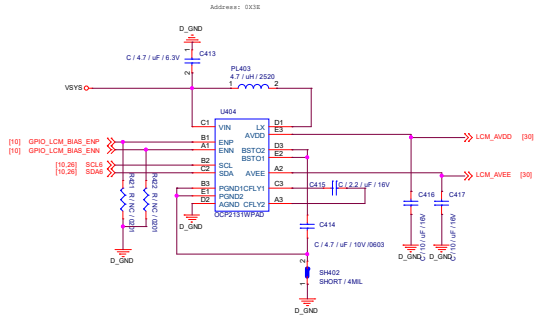 Address: 0X3E
D_GND
1
C413
C / 4.7 / uF / 6.3V
2
PL403
4.7 / uH / 2520
VSYS
1
2
U404
C1
VIN
LX
D1
AVDD
E3
[10] GPIO_LCM_BIAS_ENP
B1
ENP
LCM_AVDD [30]
[10] GPIO_LCM_BIAS_ENN
A1
ENN
BSTO2
D3
BSTO1
E2
[10,26] SCL6
B2
SCL
[10,26] SDA6
C2
SDA
AVEE
A2
LCM_AVEE [30]
B3
PGND1
CFLY1
C3
C415
C / 2.2 / uF / 16V
E1
PGND2
D2
AGND
CFLY2
A3
OCP2131WPAD
R421
R / NC / 0201
R422
R / NC / 0201
C416
C / 10 / uF / 16V
C417
C / 10 / uF / 16V
D_GND
C414
C / 4.7 / uF / 10V /0603
D_GND
D_GND
D_GND
2
SH402
SHORT / 4MIL
1
D_GND